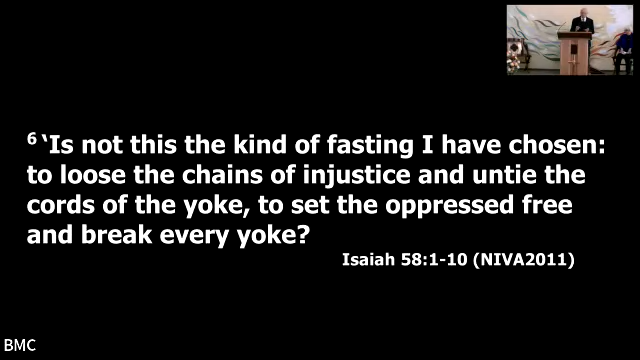 6 ‘Is not this the kind of fasting I have chosen:
to loose the chains of injustice and untie the
cords of the yoke, to set the oppressed free
and break every yoke?
Isaiah 58:1-10 (NIVA2011)
BMC